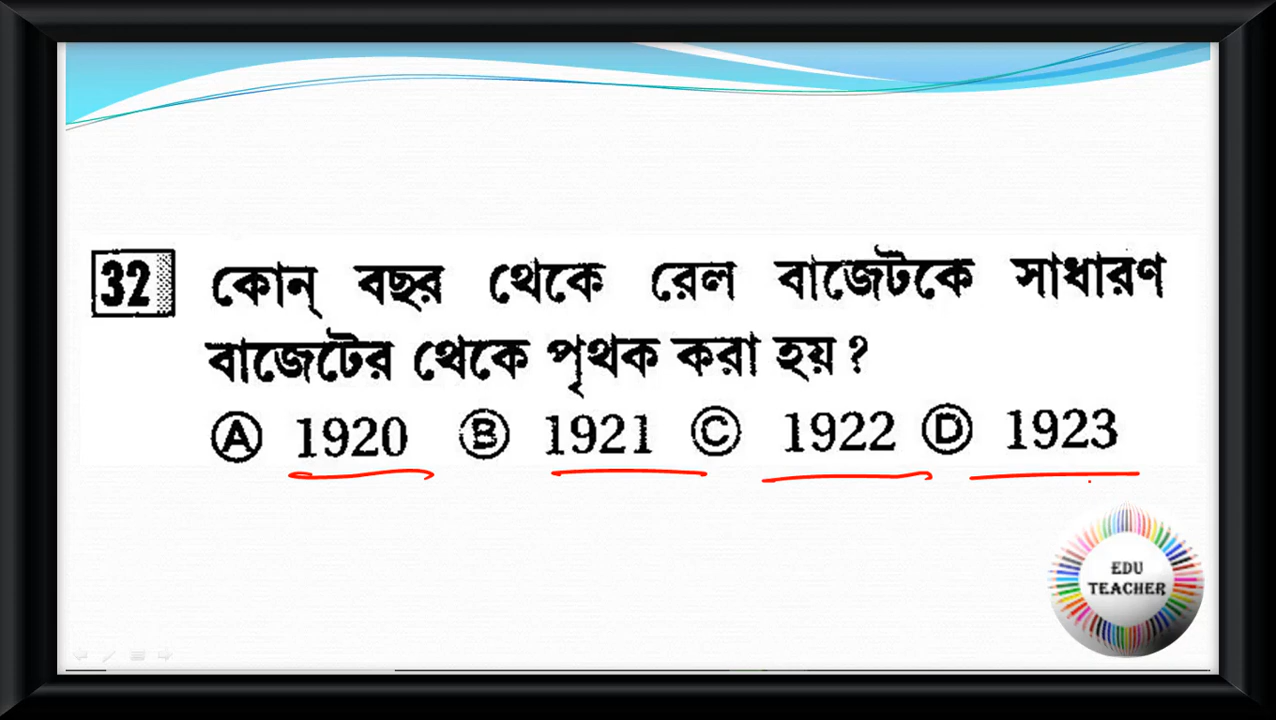 32 কোন্ বছর থেকে রেল বাজেটকে সাধারণ
বাজেটের থেকে পৃথক করা হয় ?
Ⓐ 1920 Ⓑ 1921 Ⓒ 1922 Ⓓ 1923
EDU
TEACHER